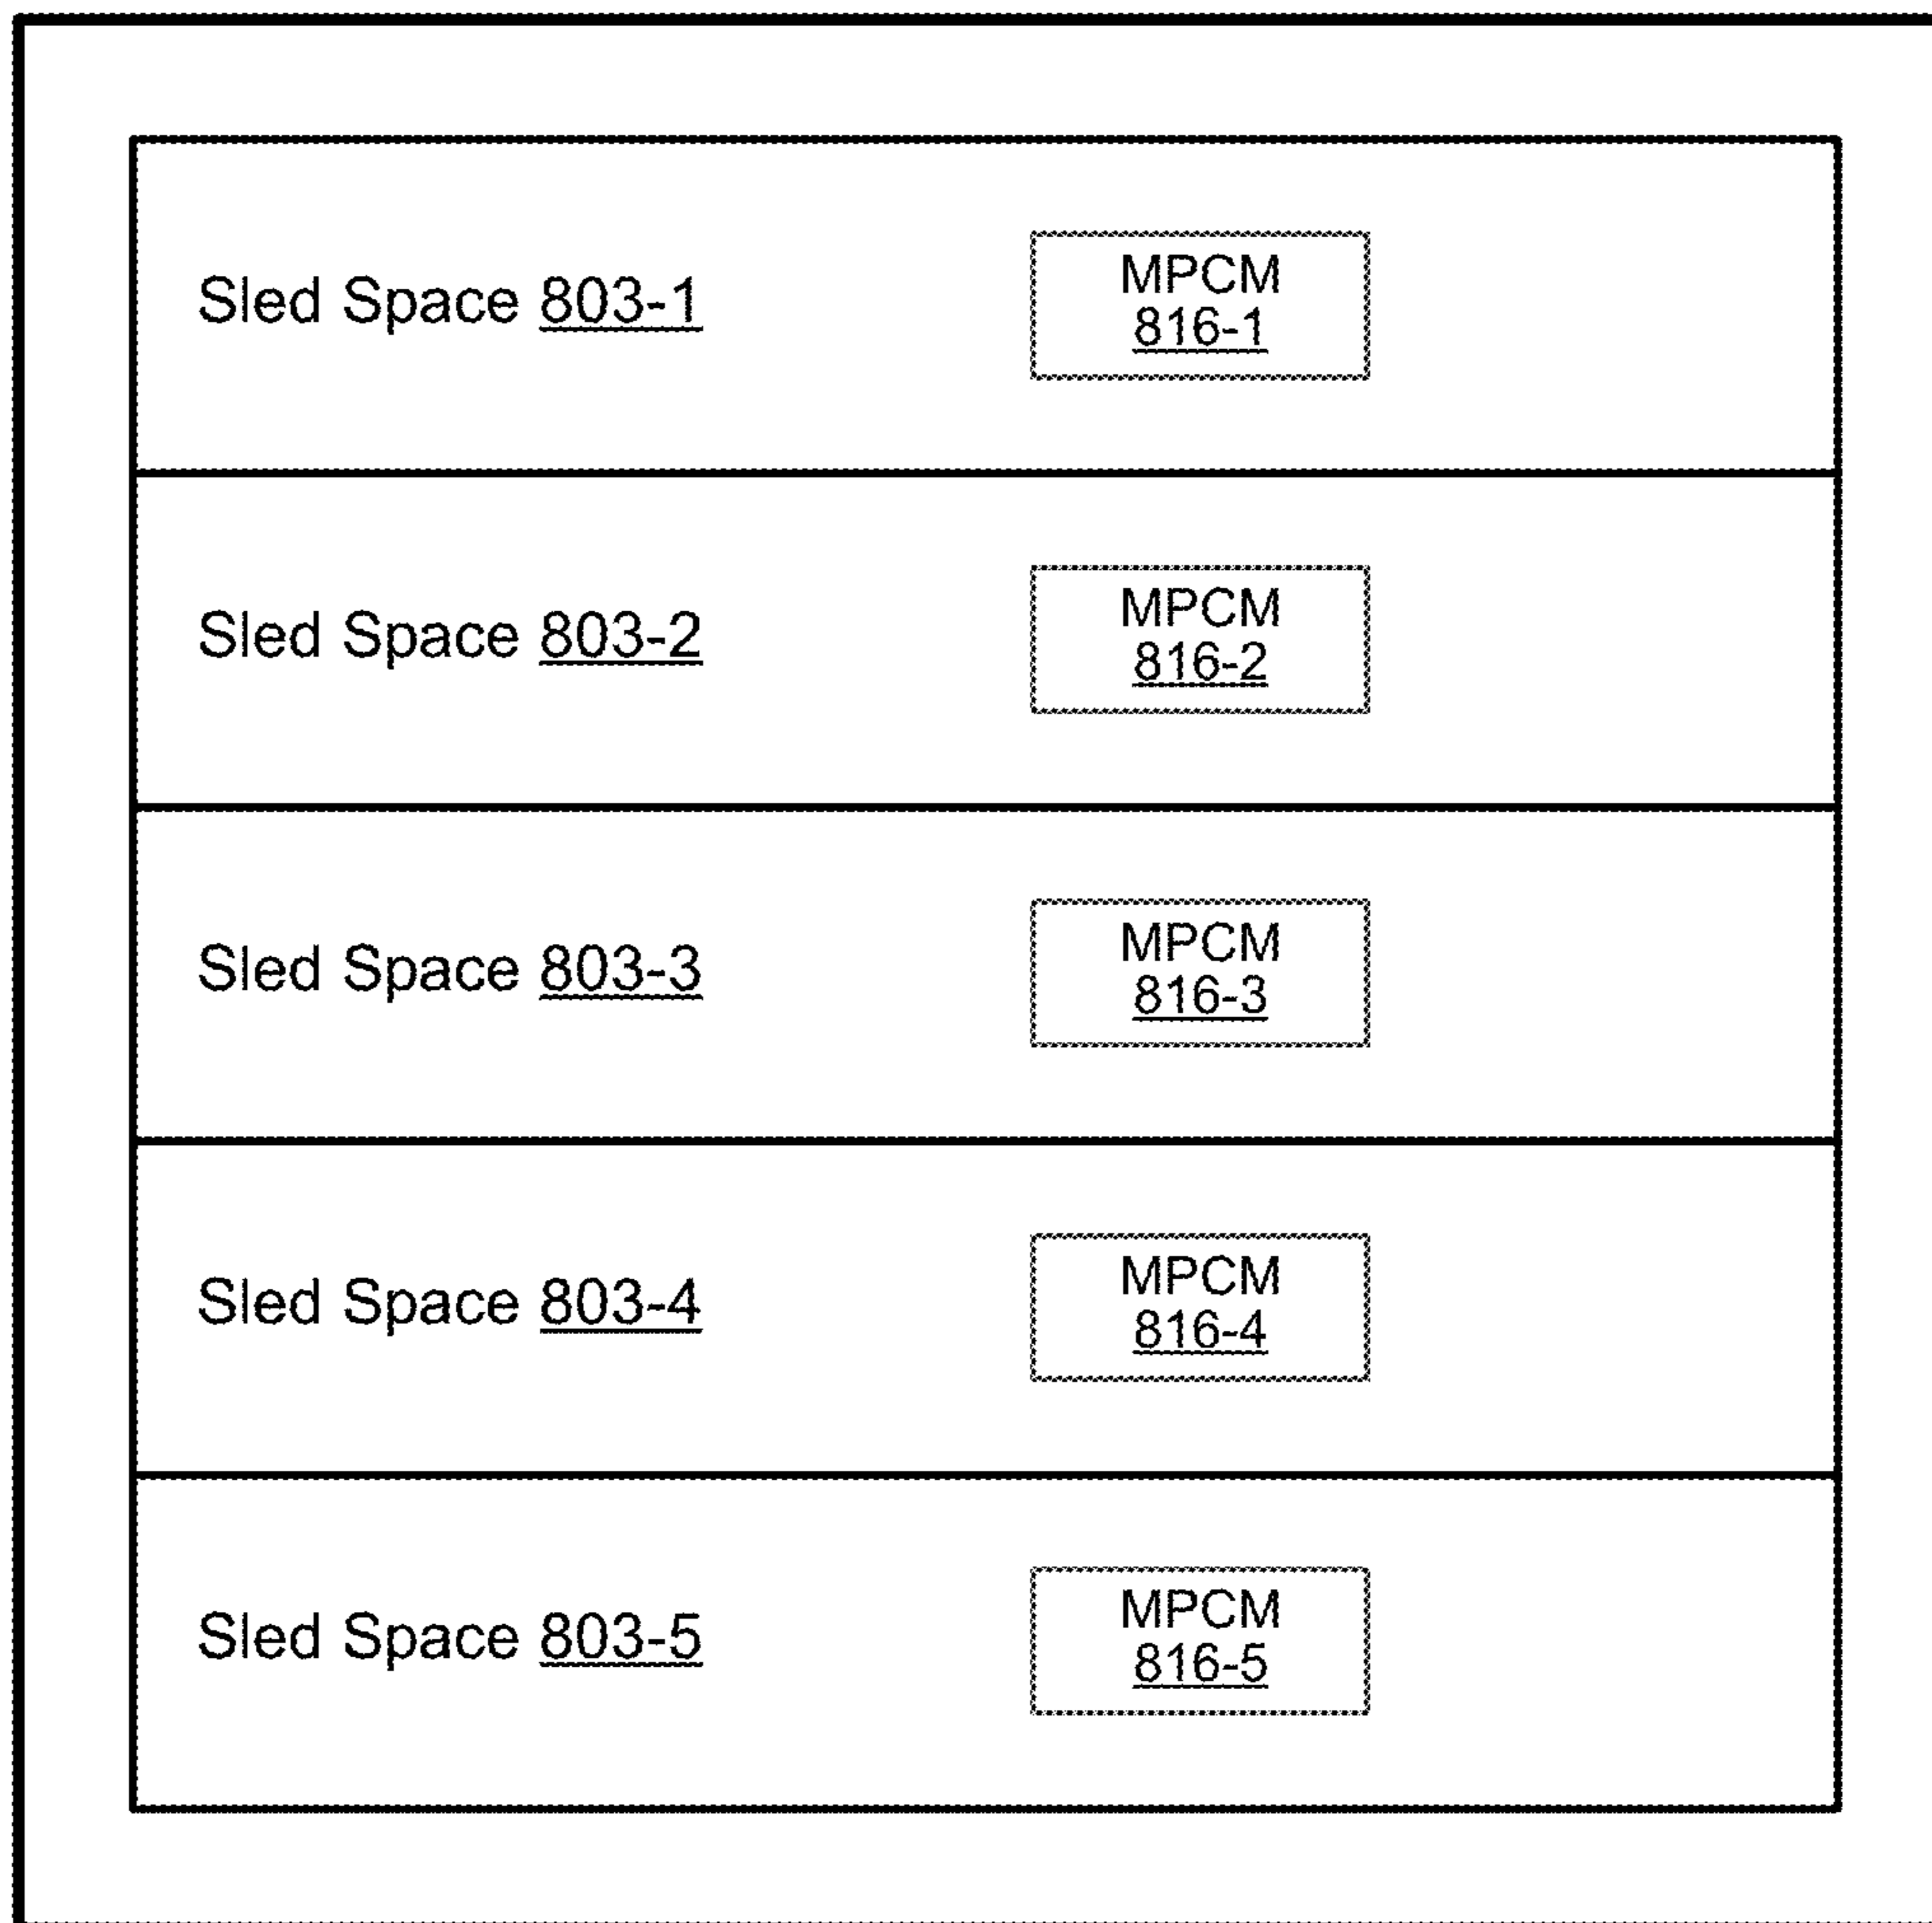 Sled Space 803-1
MPCM
816-1
Sled Space 803-2
MPCM
816-2
Sled Space 803-3
MPCM
816-3
Sled Space 803-4
MPCM
816-4
Sled Space 803-5
MPCM
816-5